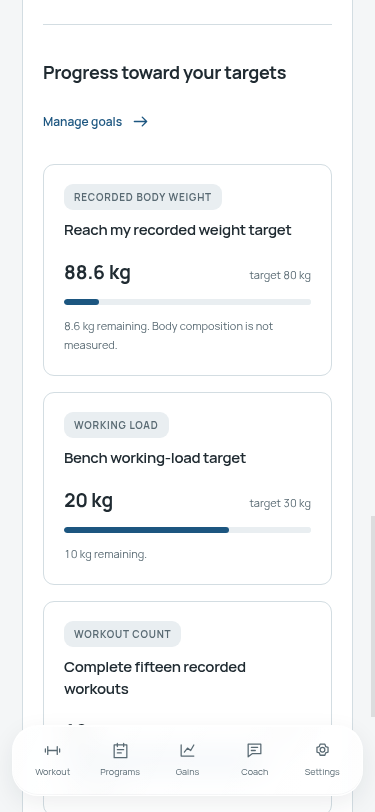 Progress toward your targets
Manage goals
RECORDED BODY WEIGHT
Reach my recorded weight target
88.6 kg
target 80 kg
8.6 kg remaining. Body composition is not
measured.
WORKING LOAD
Bench working-load target
20 kg
target 30 kg
10 kg remaining.
WORKOUT COUNT
Complete fifteen recorded
workouts
Workout
Programs
Gains
Coach
Settings